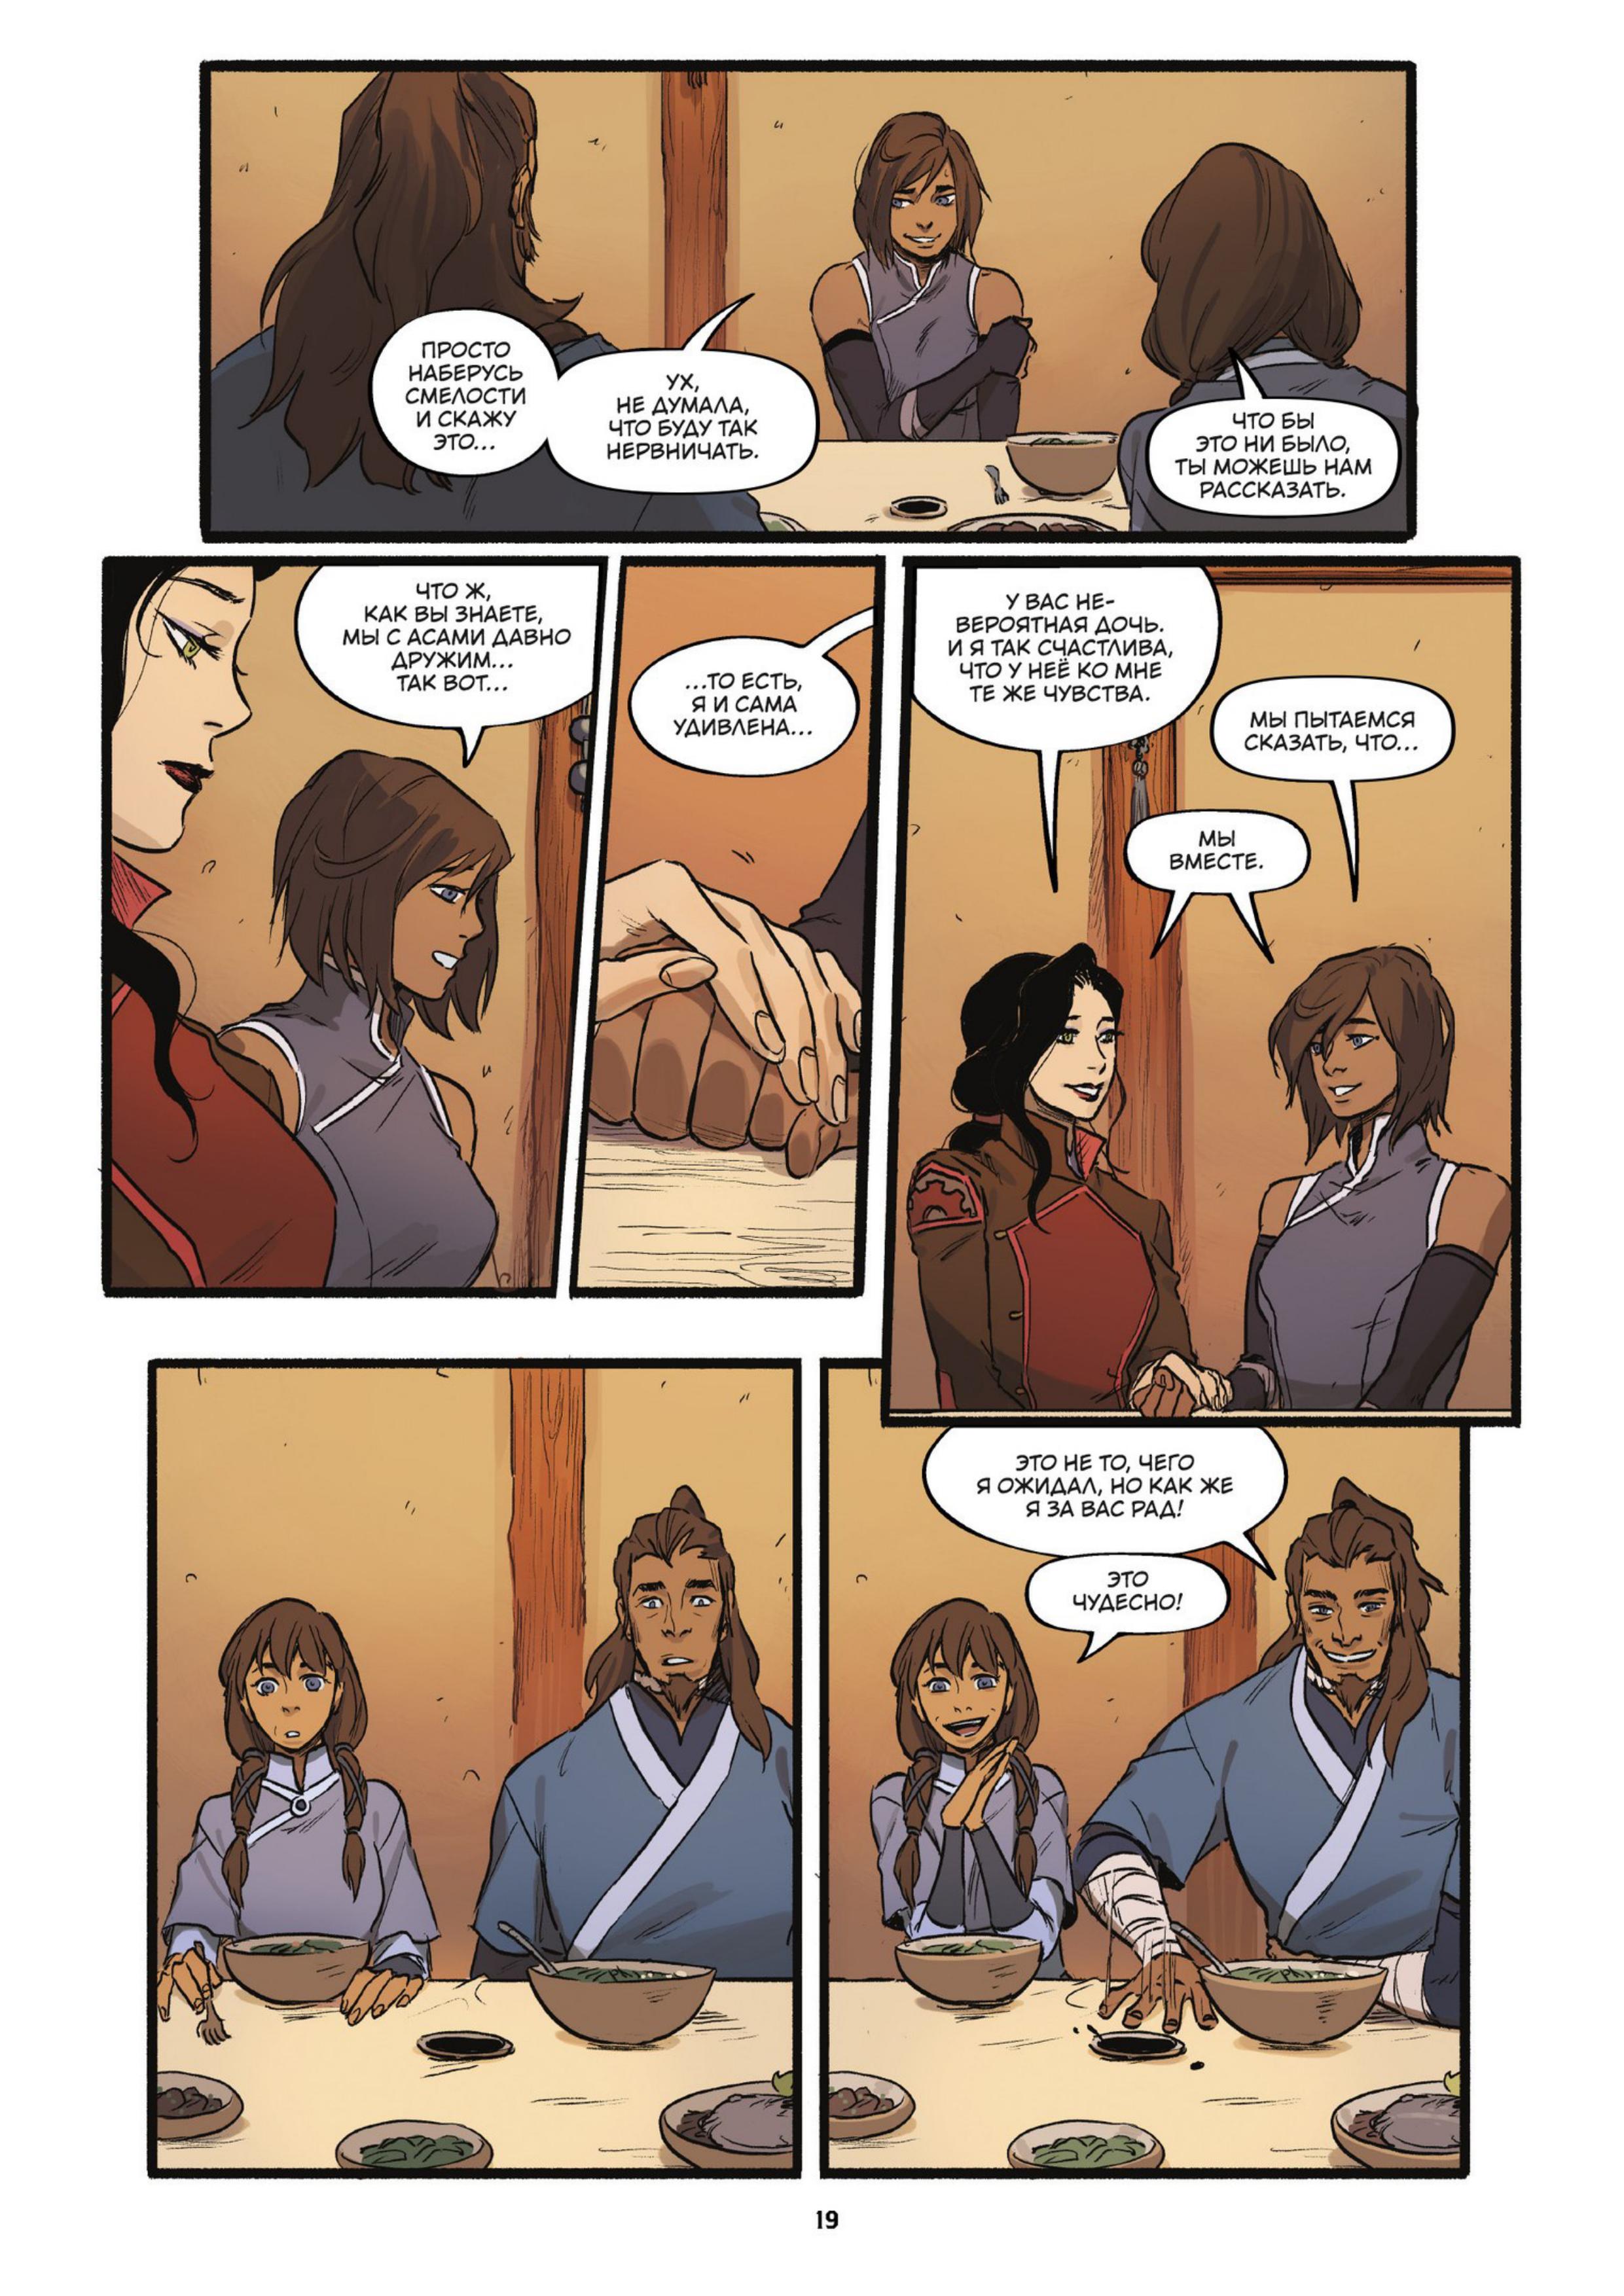 ПРОСТО
НАБЕРУСЬ
СМЕЛОСТИ
И СКАЖУ
ЭТО...
УХ,
НЕ ДУМАЛА,
ЧТО БУДУ ТАК
НЕРВНИЧАТЬ.
ЧТО БЫ
ЭТО НИ БЫЛО,
ТЫ МОЖЕШЬ НАМ
РАССКАЗАТЬ.
ЧТО Ж,
КАК ВЫ ЗНАЕТЕ,
МЫ С АСАМИ ДАВНО
ДРУЖИМ...
ТАК ВОТ...
...ТО ЕСТЬ,
Я И САМА
УДИВЛЕНА...
У ВАС НЕ-
ВЕРОЯТНАЯ ДОЧЬ.
И Я ТАК СЧАСТЛИВА,
ЧТО У НЕЁ КО МНЕ
ТЕ ЖЕ ЧУВСТВА.
МЫ ПЫТАЕМСЯ
СКАЗАТЬ, ЧТО...
МЫ
ВМЕСТЕ.
ЭТО НЕ ТО, ЧЕГО
Я ОЖИДАЛ, НО КАК ЖЕ
Я ЗА ВАС РАД!
ЭТО
ЧУДЕСНО!
19